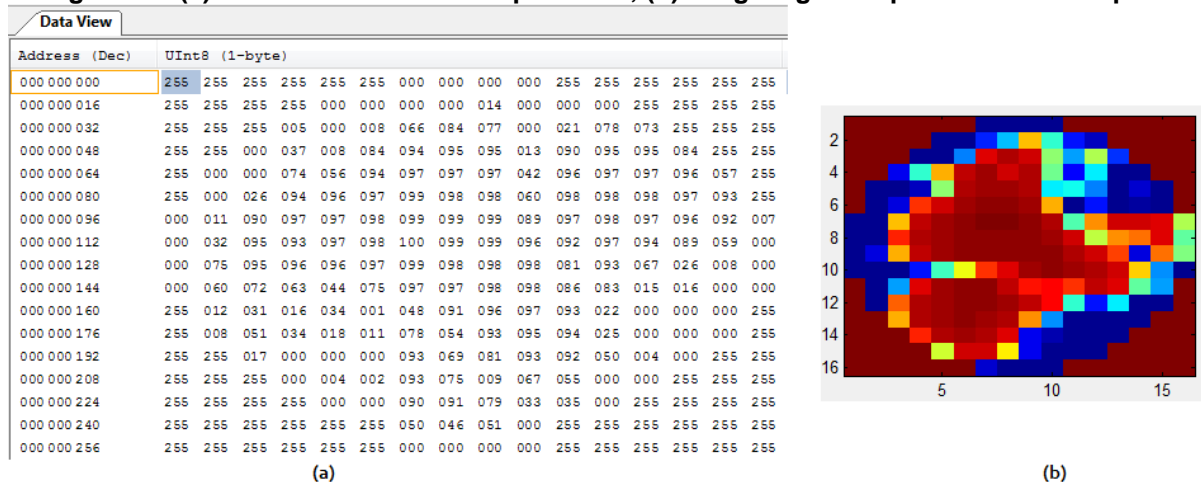 Data View
Address (Dec) UInt8 (1-byte)
000 000 000 255 255 255 255 255 255 000 000 000 000 255 255 255 255 255 255
000 000 016 255 255 255 255 000 000 000 000 014 000 000 000 255 255 255 255
000 000 032 255 255 255 005 000 008 066 084 077 000 021 078 073 255 255 255
000 000 048 255 255 000 037 008 084 094 095 095 013 090 095 095 084 255 255
000 000 064 255 000 000 074 056 094 097 097 097 042 096 097 097 096 057 255
000 000 080 255 000 026 094 096 097 099 098 098 060 098 098 098 097 093 255
000 000 096 000 011 090 097 097 098 099 099 099 089 097 098 097 096 092 007
000 000 112 000 032 095 093 097 098 100 099 099 096 092 097 094 089 059 000
000 000 128 000 075 095 096 096 097 098 098 098 098 081 093 067 026 008 000
000 000 144 000 060 072 063 044 075 097 097 098 098 086 083 015 016 000 000
000 000 160 255 012 031 016 034 001 048 091 096 097 093 022 000 000 000 255
000 000 176 255 008 051 034 018 011 078 054 093 095 094 025 000 000 000 255
000 000 192 255 255 017 000 000 000 093 069 081 093 092 050 004 000 255 255
000 000 208 255 255 255 000 004 002 093 075 009 067 055 000 000 255 255 255
000 000 224 255 255 255 255 000 000 090 091 079 033 035 000 255 255 255 255
000 000 240 255 255 255 255 255 255 050 046 051 000 255 255 255 255 255 255
000 000 256 255 255 255 255 255 255 000 000 000 000 255 255 255 255 255 255
(a)
2
4
6
8
10
12
14
16
5 10 15
(b)